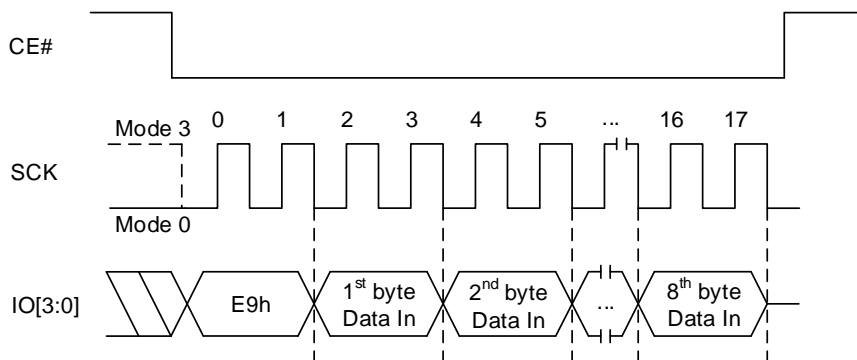 CE#
0 1 2 3 4 5 ... 16 17
Mode 3
SCK
Mode 0
IO[3:0]
E9h
1st byte
Data In
2nd byte
Data In
...
8th byte
Data In